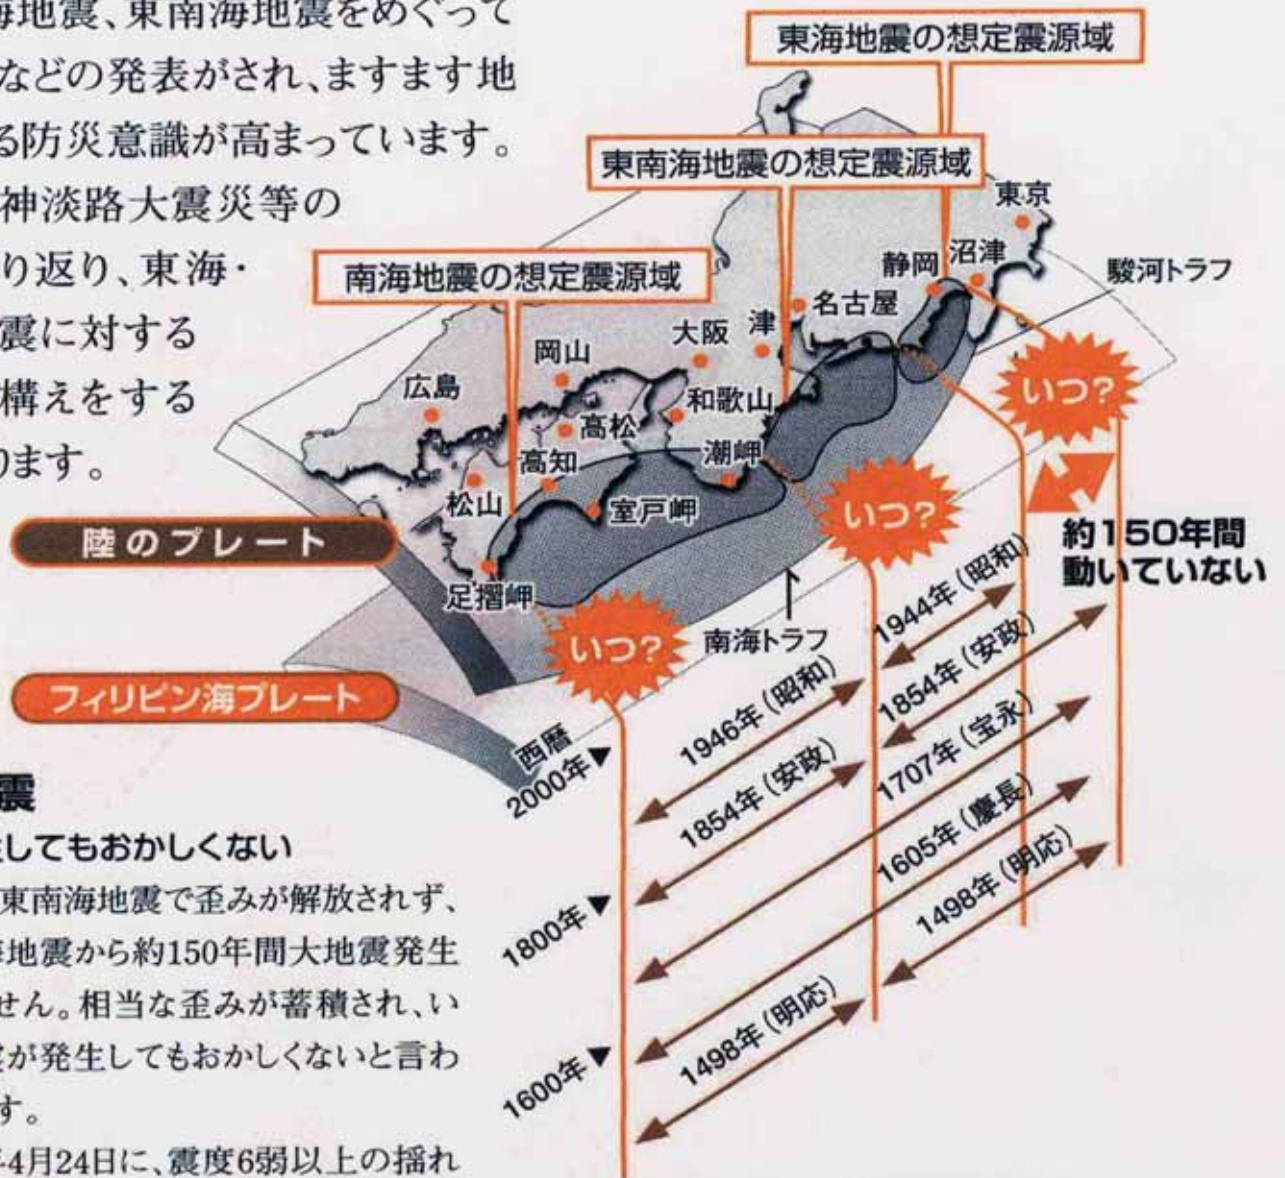 海地震、東南海地震をめぐって
などの発表がされ、ますます地
る防災意識が高まっています。
神淡路大震災等の
り返り、東海・
震に対する
構えをする
ります。
東海地震の想定震源域
東南海地震の想定震源域
南海地震の想定震源域
東京
沼津
静岡
駿河トラフ
名古屋
津
大阪
岡山
広島
和歌山
高松
高知
潮岬
松山
室戸岬
足摺岬
いつ?
いつ?
いつ?
約150年間
動いていない
陸のプレート
フィリピン海プレート
南海トラフ
1944年(昭和)
1854年(安政)
1946年(昭和)
1854年(安政)
1707年(宝永)
1605年(慶長)
1498年(明応)
1498年(明応)
西暦
2000年▼
1800年▼
1600年▼
震
してもおかしくない
東南海地震で歪みが解放されず、
海地震から約150年間大地震発生
せん。相当な歪みが蓄積され、い
震が発生してもおかしくないと言わ
す。
年4月24日に、震度6弱以上の揺れ